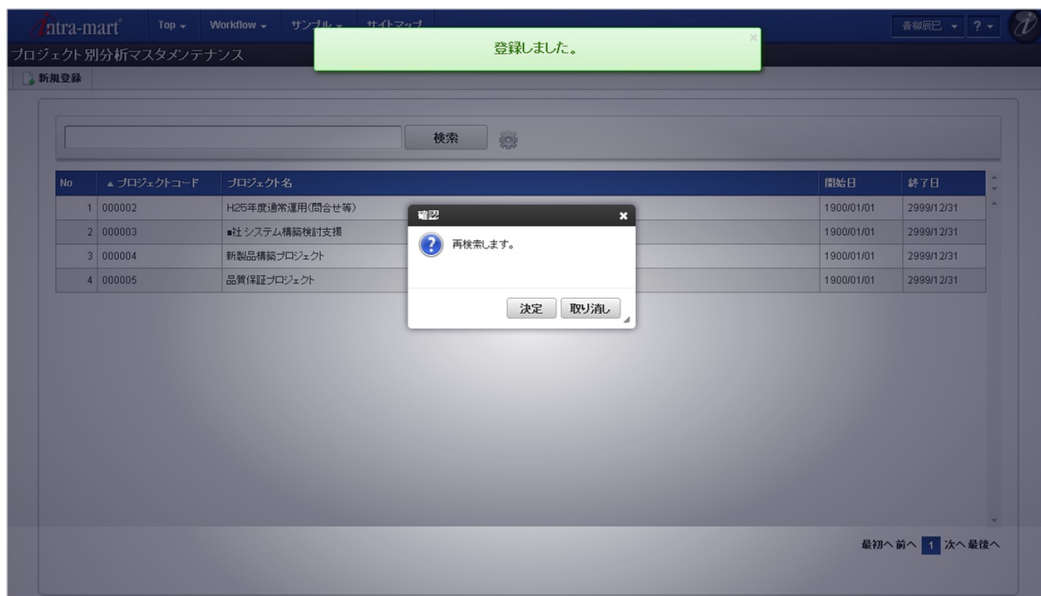 intra-mart Top Workflow サンプル サイトマップ 青柳辰巳 ?
登録しました。 ×
プロジェクト別分析マスタメンテナンス
新規登録
検索
No ▲プロジェクトコード プロジェクト名 開始日 終了日
1 000002 H25年度通常運用(問合せ等) 1900/01/01 2999/12/31
2 000003 ■社 システム構築検討支援 1900/01/01 2999/12/31
3 000004 新製品構築プロジェクト 1900/01/01 2999/12/31
4 000005 品質保証プロジェクト 1900/01/01 2999/12/31
確認
再検索します。
決定 取り消し
最初へ 前へ 1 次へ 最後へ